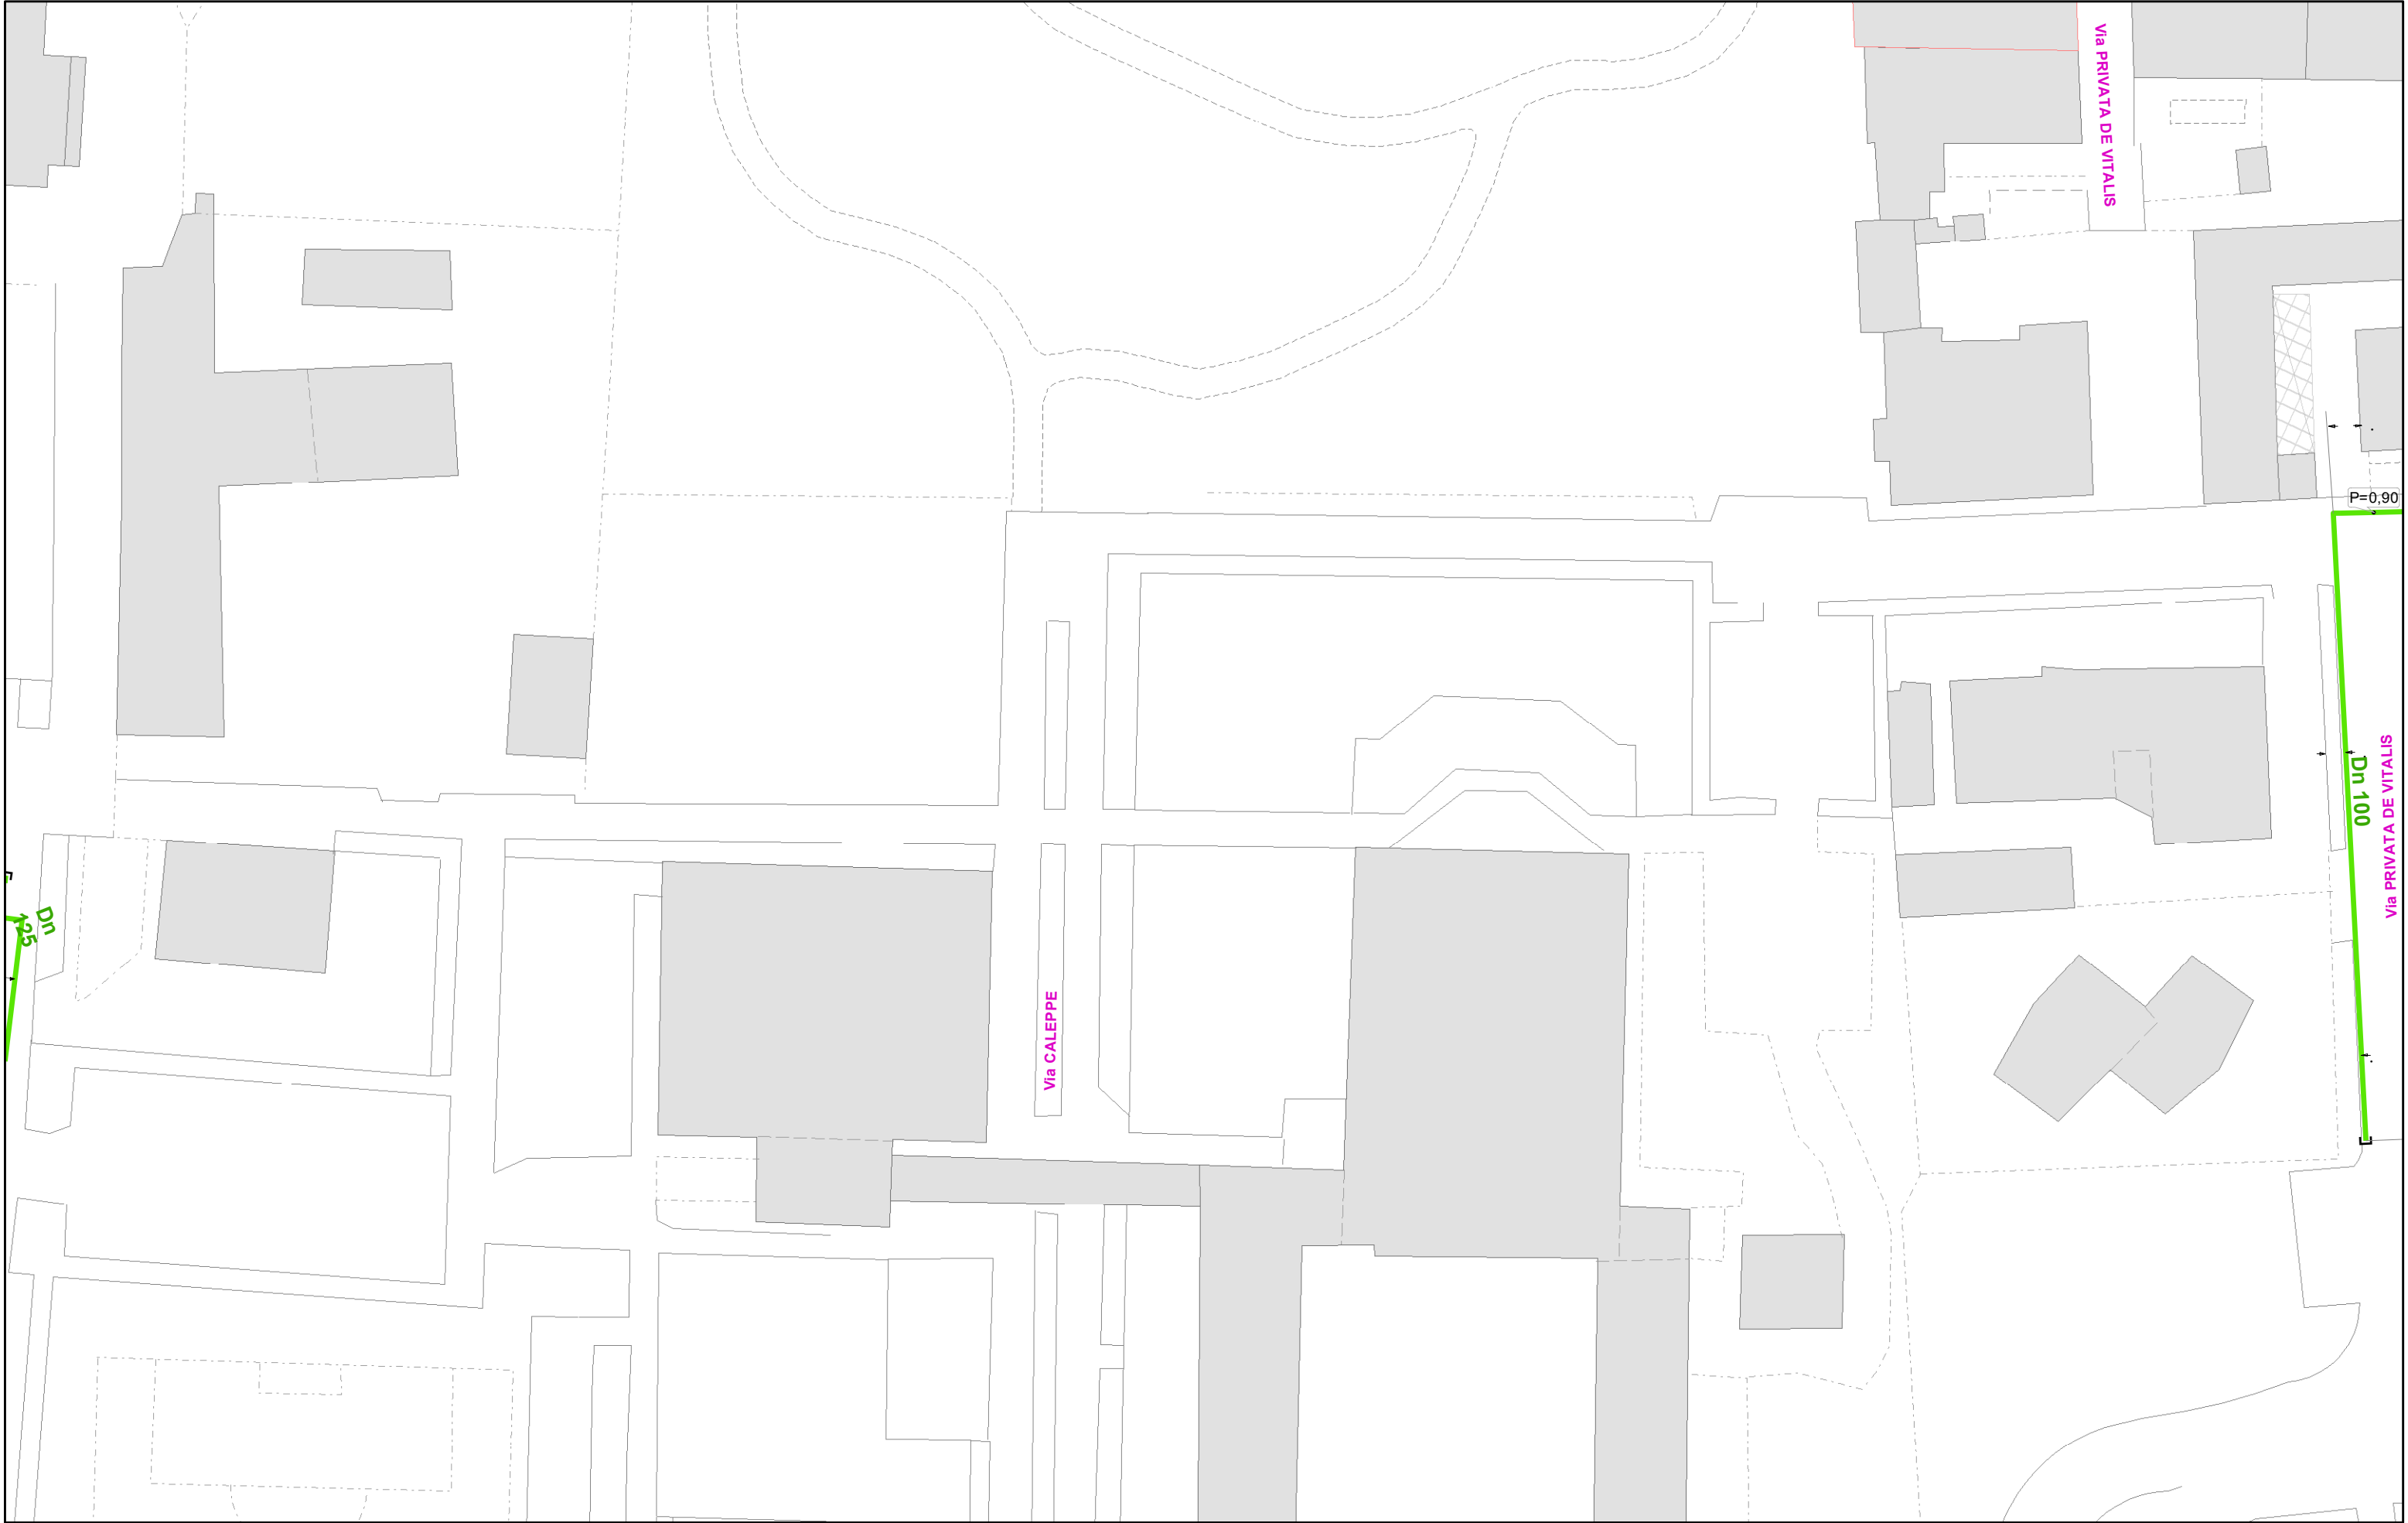 Via PRIVATA DE VITALIS
P=0,90
Dn 100
Via PRIVATA DE VITALIS
Dn
125
Via CALEPPE